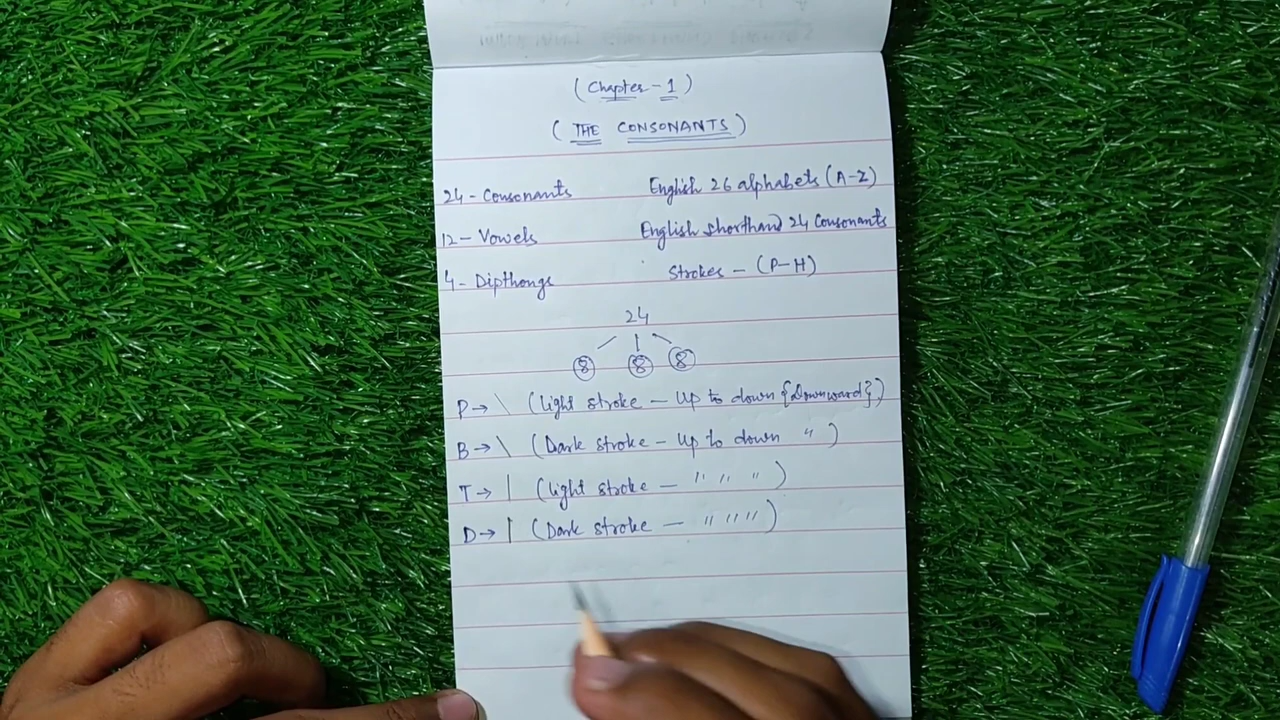 (Chapter - 1)
(THE CONSONANTS)
24 - Consonants English 26 alphabets (A-Z)
12 - Vowels English shorthand 24 Consonants
4 - Dipthongs Strokes - (P-H)
24
8 8 8
P → \ (light stroke - Up to down {Downward})
B → \ (Dark stroke - Up to down " )
T → | (light stroke - " " " )
D → | (Dark stroke - " " " )